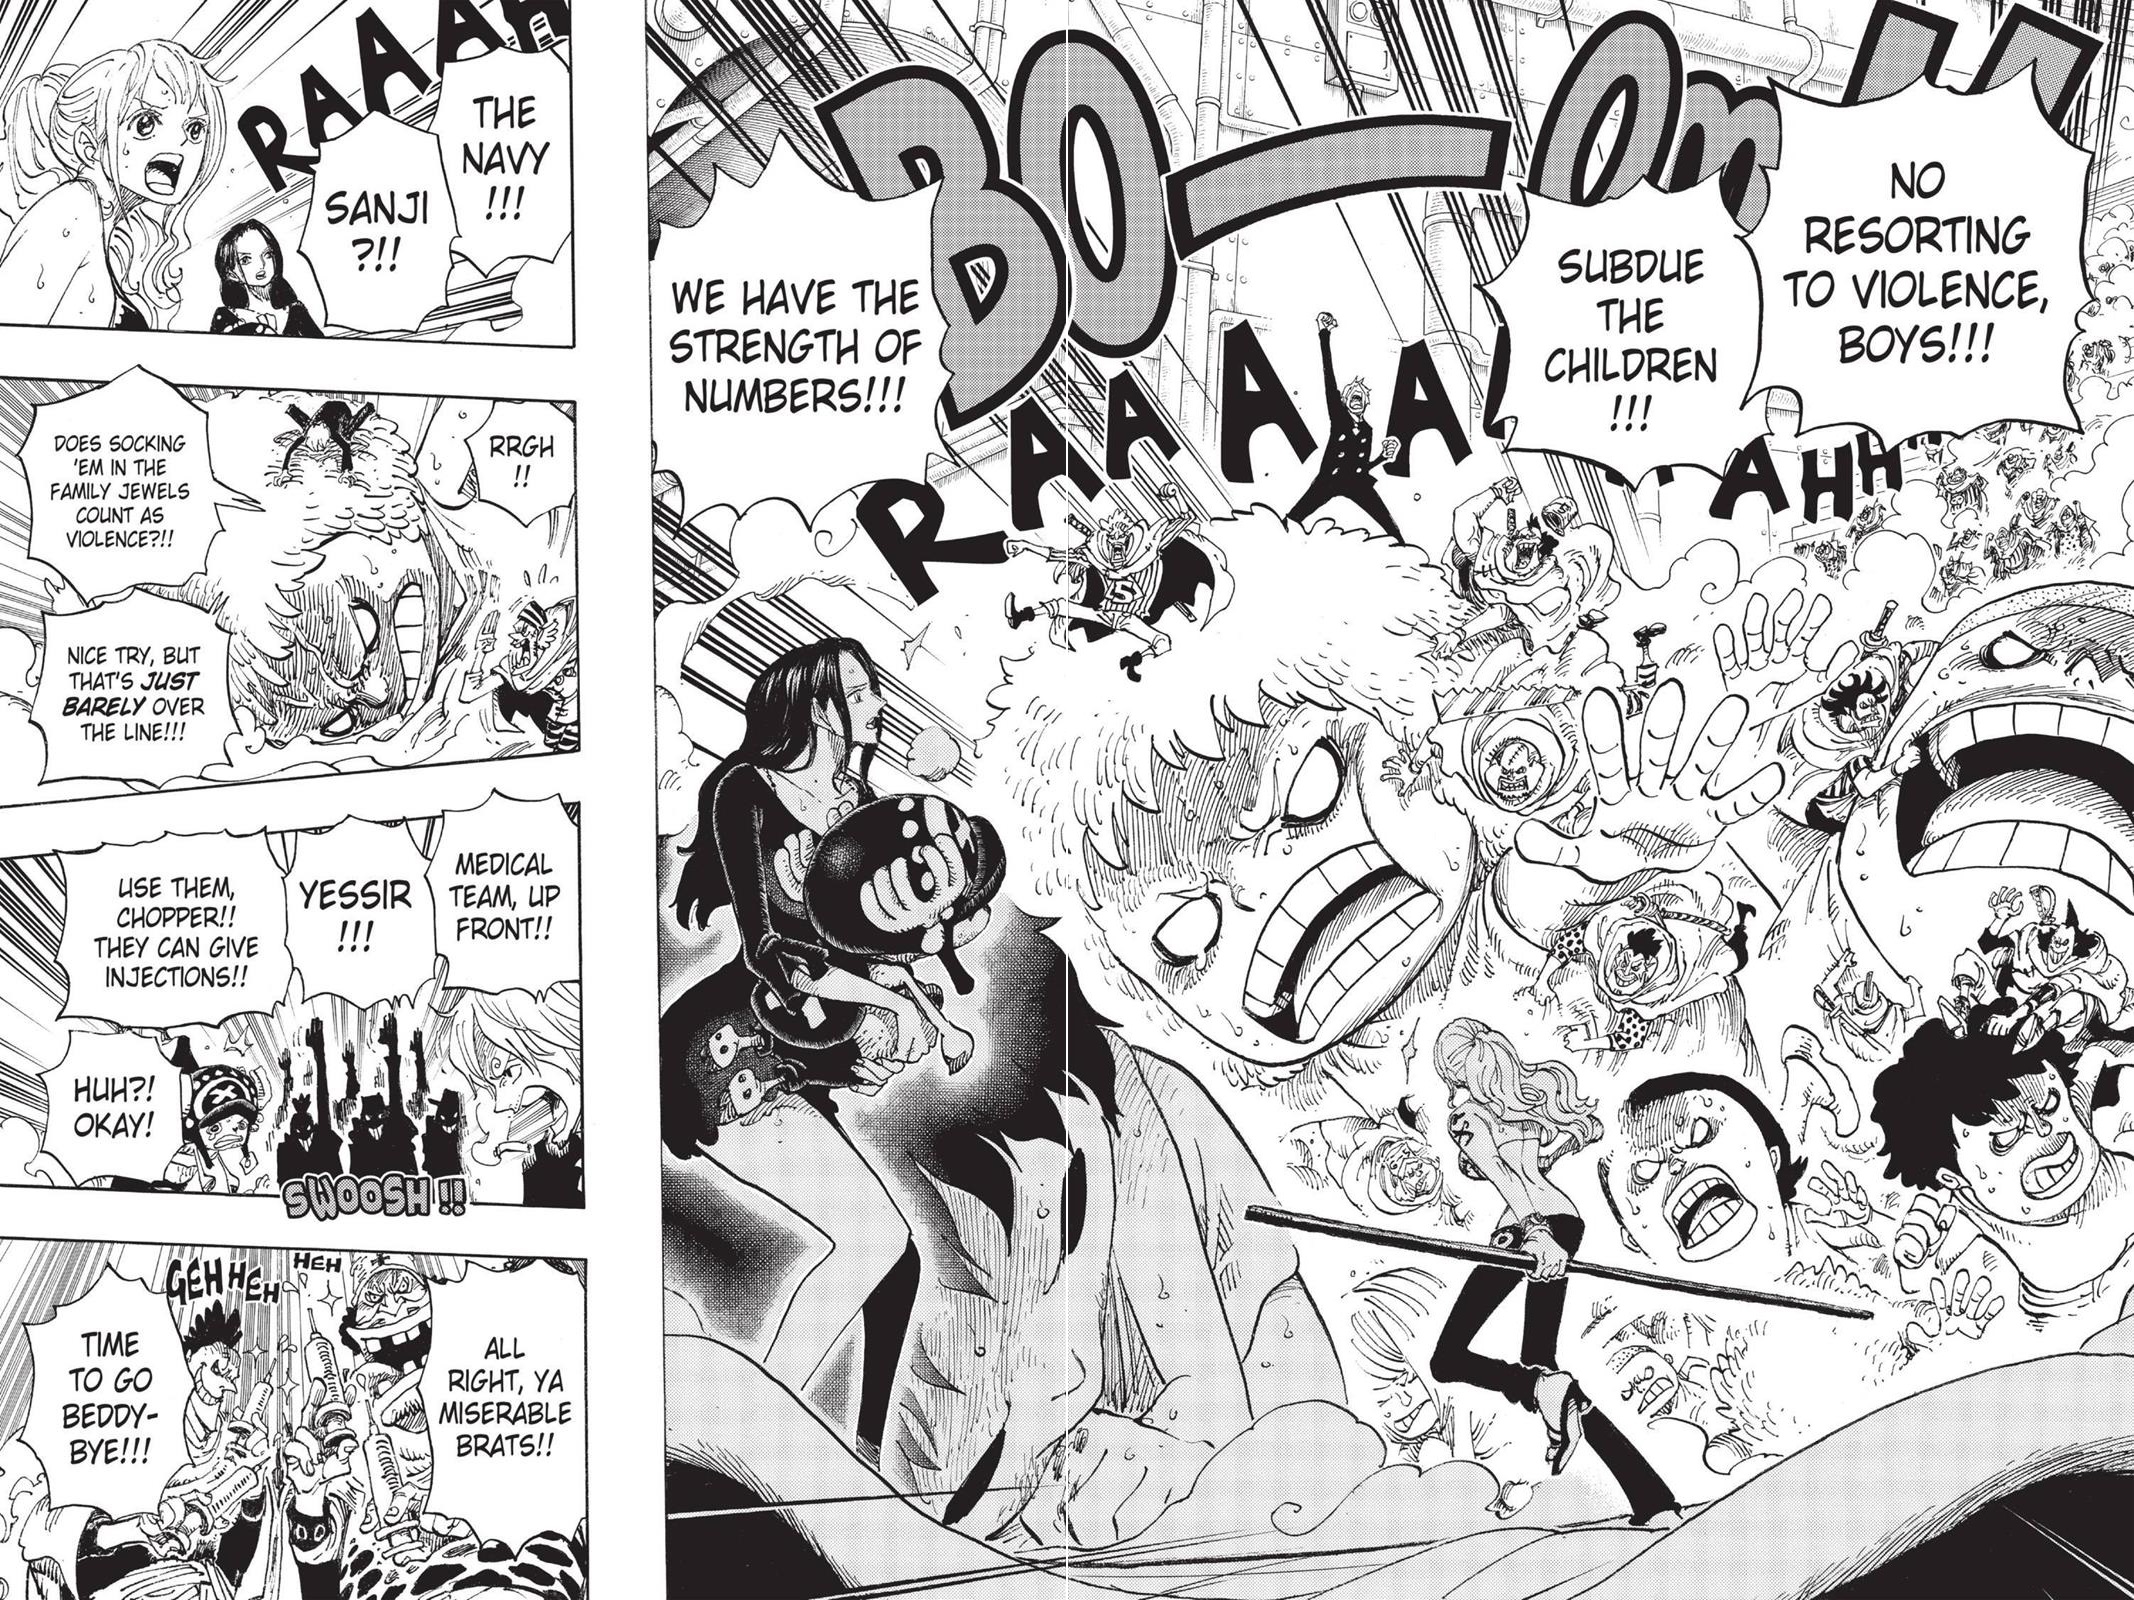 NO
RESORTING
TO VIOLENCE,
BOYS!!!
SUBDUE
THE
CHILDREN
!!!
BO—OM!!
WE HAVE THE
STRENGTH OF
NUMBERS!!!
RAAAAAHH
S
THE
NAVY
!!!
SANJI
?!!
RAAAH
RRGH
!!
DOES SOCKING
'EM IN THE
FAMILY JEWELS
COUNT AS
VIOLENCE?!!
NICE TRY, BUT
THAT'S JUST
BARELY OVER
THE LINE!!!
MEDICAL
TEAM, UP
FRONT!!
YESSIR
!!!
USE THEM,
CHOPPER!!
THEY CAN GIVE
INJECTIONS!!
HUH?!
OKAY!
SWOOSH!!
HEH
GEH HEH
ALL
RIGHT, YA
MISERABLE
BRATS!!
TIME
TO GO
BEDDY-
BYE!!!